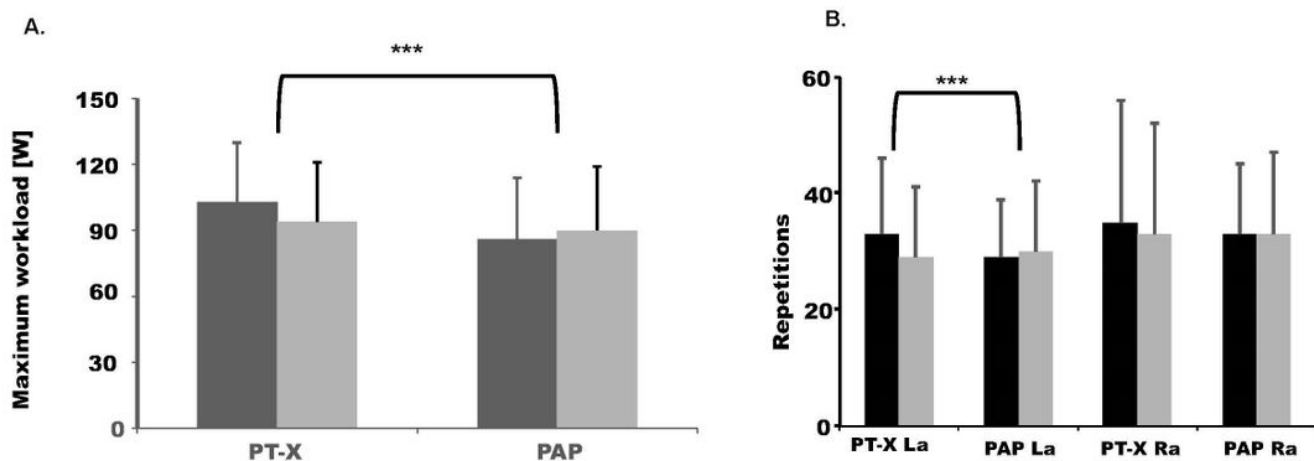 A.
***
Maximum workload [W]
150
120
90
60
30
0
PT-X PAP
B.
***
Repetitions
60
40
20
0
PT-X La PAP La PT-X Ra PAP Ra